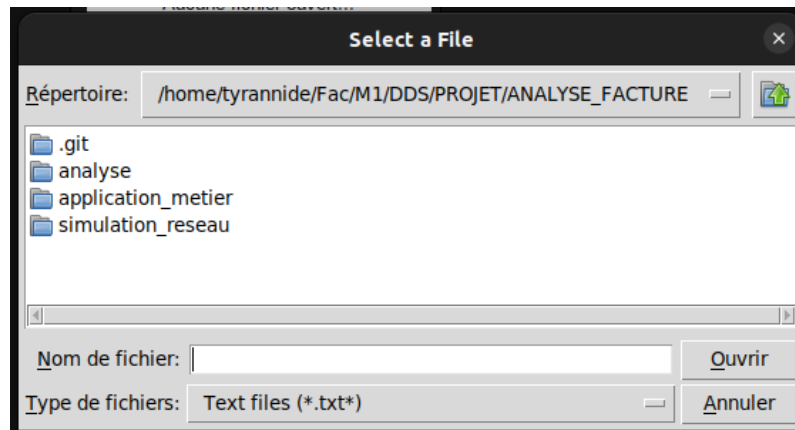 Select a File
Répertoire: /home/tyrannide/Fac/M1/DDS/PROJET/ANALYSE_FACTURE
.git
analyse
application_metier
simulation_reseau
Nom de fichier: Ouvrir
Type de fichiers: Text files (*.txt*) Annuler